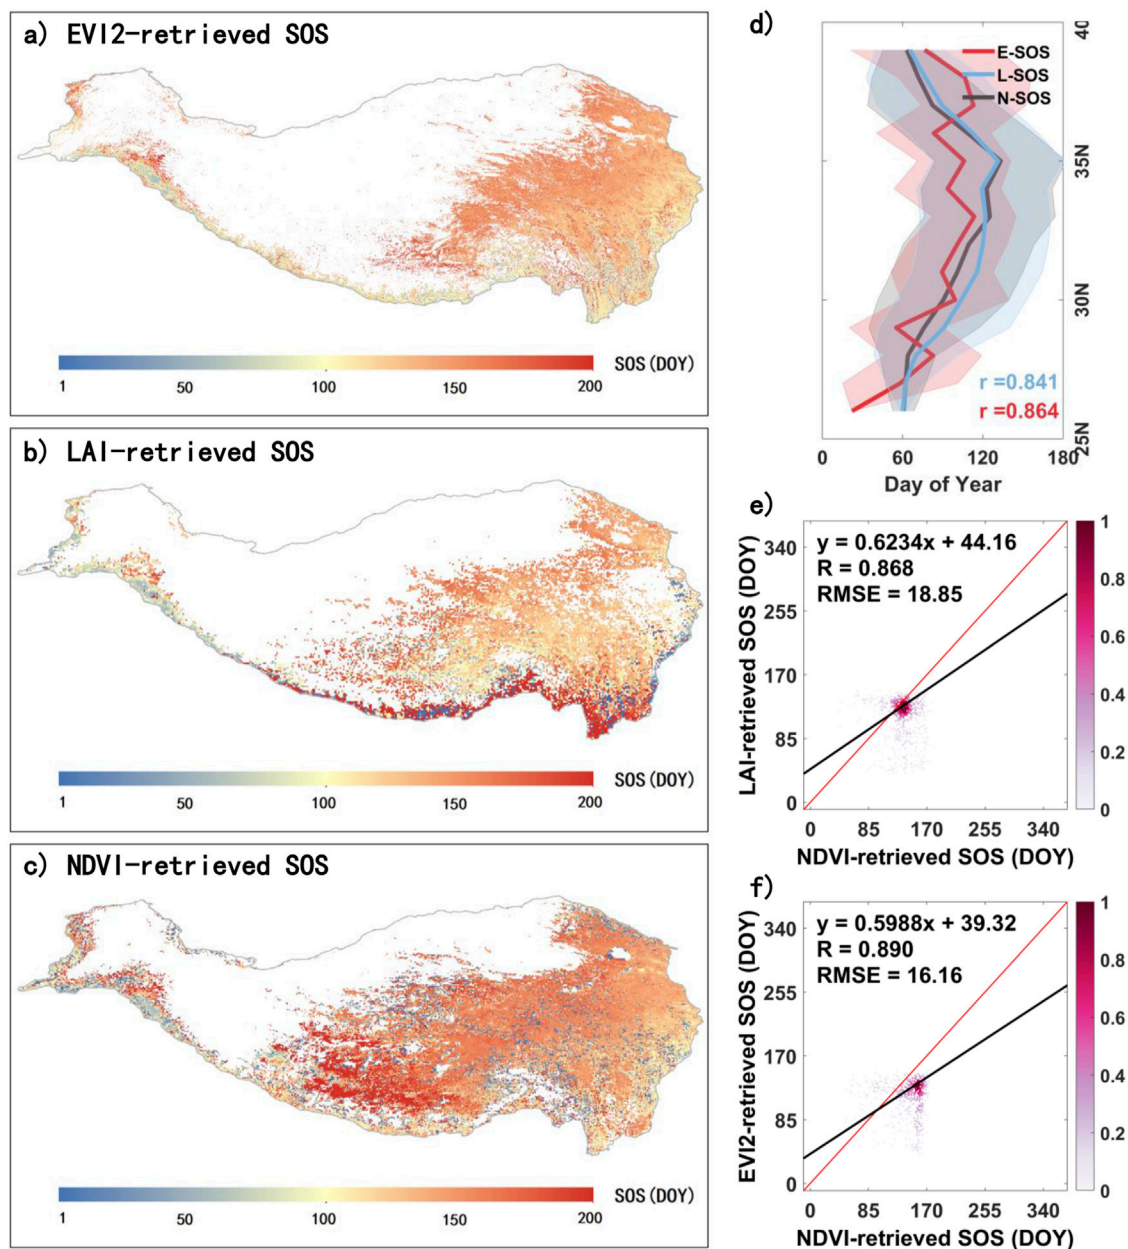 a) EVI2-retrieved SOS
SOS(DOY)
1 50 100 150 200
b) LAI-retrieved SOS
SOS(DOY)
1 50 100 150 200
c) NDVI-retrieved SOS
SOS(DOY)
1 50 100 150 200
d)
E-SOS
L-SOS
N-SOS
40
35N
30N
25N
r =0.841
r =0.864
0 60 120 180
Day of Year
e)
y = 0.6234x + 44.16
R = 0.868
RMSE = 18.85
LAI-retrieved SOS (DOY)
340
255
170
85
0
0 85 170 255 340
NDVI-retrieved SOS (DOY)
1
0.8
0.6
0.4
0.2
0
f)
y = 0.5988x + 39.32
R = 0.890
RMSE = 16.16
EVI2-retrieved SOS (DOY)
340
255
170
85
0
0 85 170 255 340
NDVI-retrieved SOS (DOY)
1
0.8
0.6
0.4
0.2
0